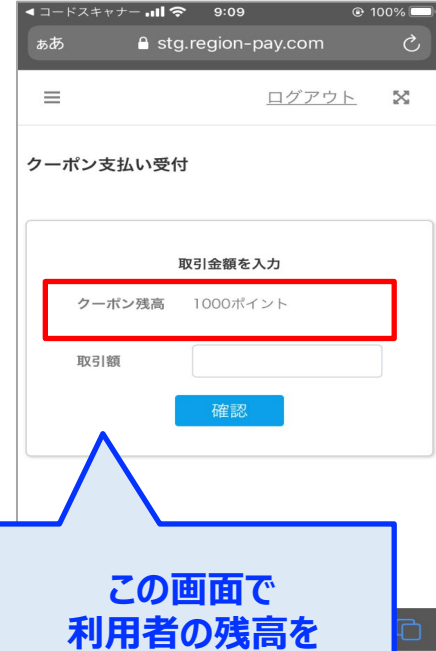 コードスキャナー 9:09 100%
ぁあ stg.region-pay.com
ログアウト
クーポン支払い受付
取引金額を入力
クーポン残高 1000ポイント
取引額
確認
この画面で
利用者の残高を